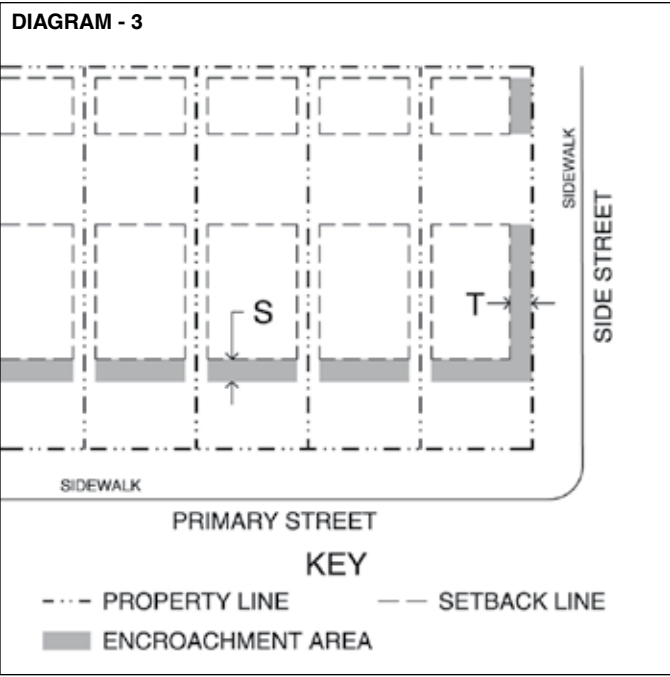 DIAGRAM - 3
SIDEWALK
SIDE STREET
S
T
SIDEWALK
PRIMARY STREET
KEY
PROPERTY LINE
SETBACK LINE
ENCROACHMENT AREA